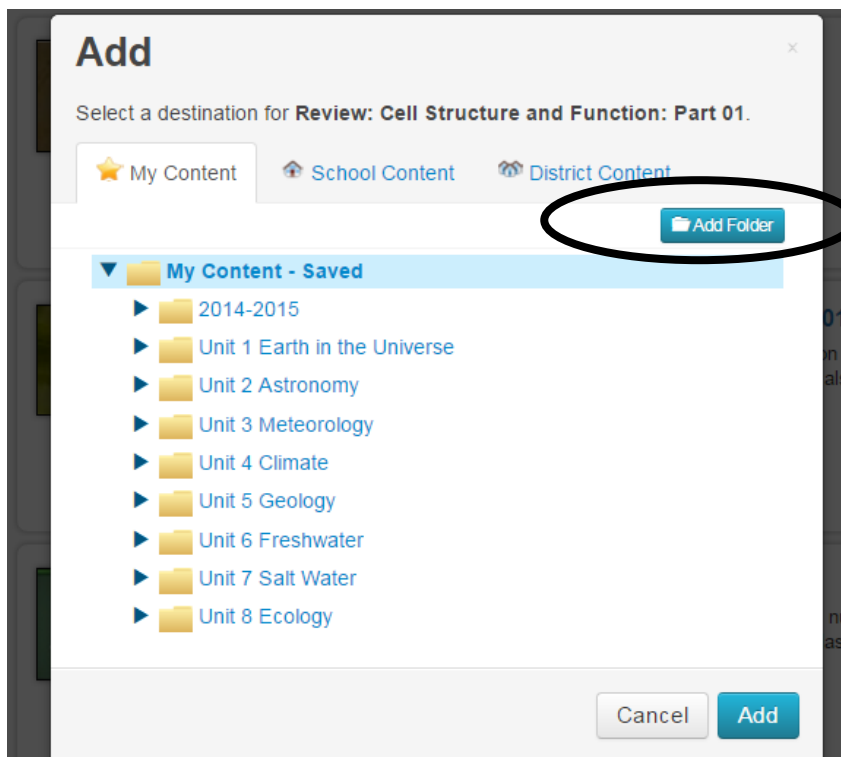 Add
×
Select a destination for Review: Cell Structure and Function: Part 01.
My Content School Content District Content
Add Folder
My Content - Saved
2014-2015
Unit 1 Earth in the Universe
Unit 2 Astronomy
Unit 3 Meteorology
Unit 4 Climate
Unit 5 Geology
Unit 6 Freshwater
Unit 7 Salt Water
Unit 8 Ecology
Cancel Add